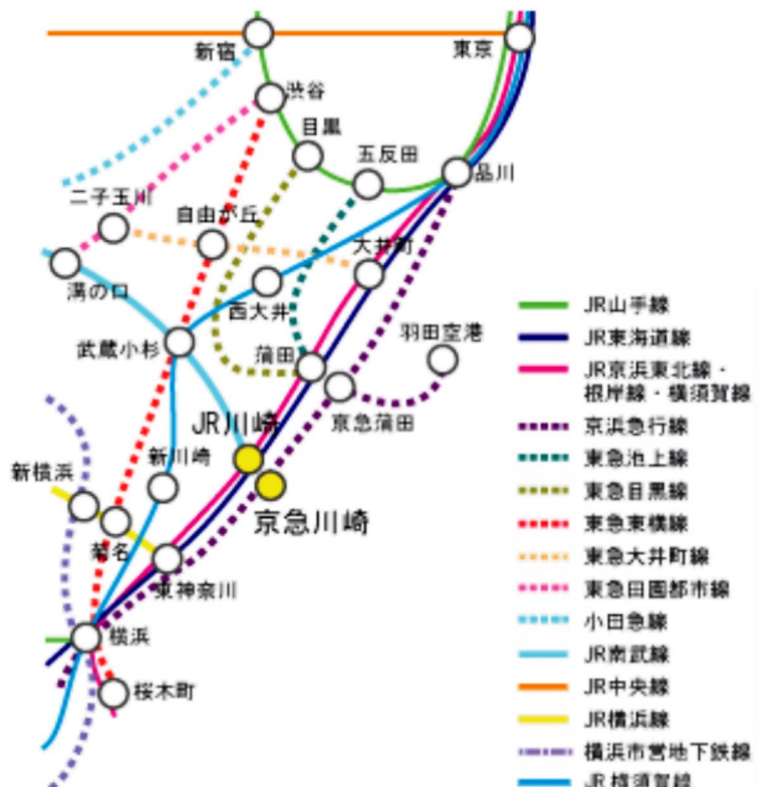 新宿
東京
渋谷
目黒
五反田
品川
二子玉川
自由が丘
大井町
溝の口
西大井
羽田空港
武蔵小杉
蒲田
京急蒲田
JR川崎
新川崎
新横浜
京急川崎
菊名
東神奈川
横浜
桜木町
JR山手線
JR東海道線
JR京浜東北線・
根岸線・横須賀線
京浜急行線
東急池上線
東急目黒線
東急東横線
東急大井町線
東急田園都市線
小田急線
JR南武線
JR中央線
JR横浜線
横浜市営地下鉄線
JR横須賀線